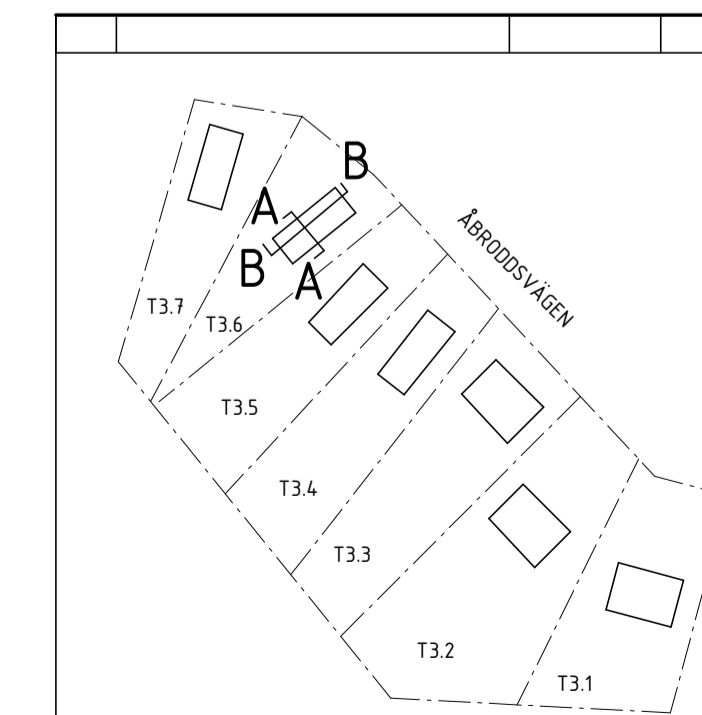 B
A
ÅBRODDSVÄGEN
B
A
T3.7
T3.6
T3.5
T3.4
T3.3
T3.2
T3.1